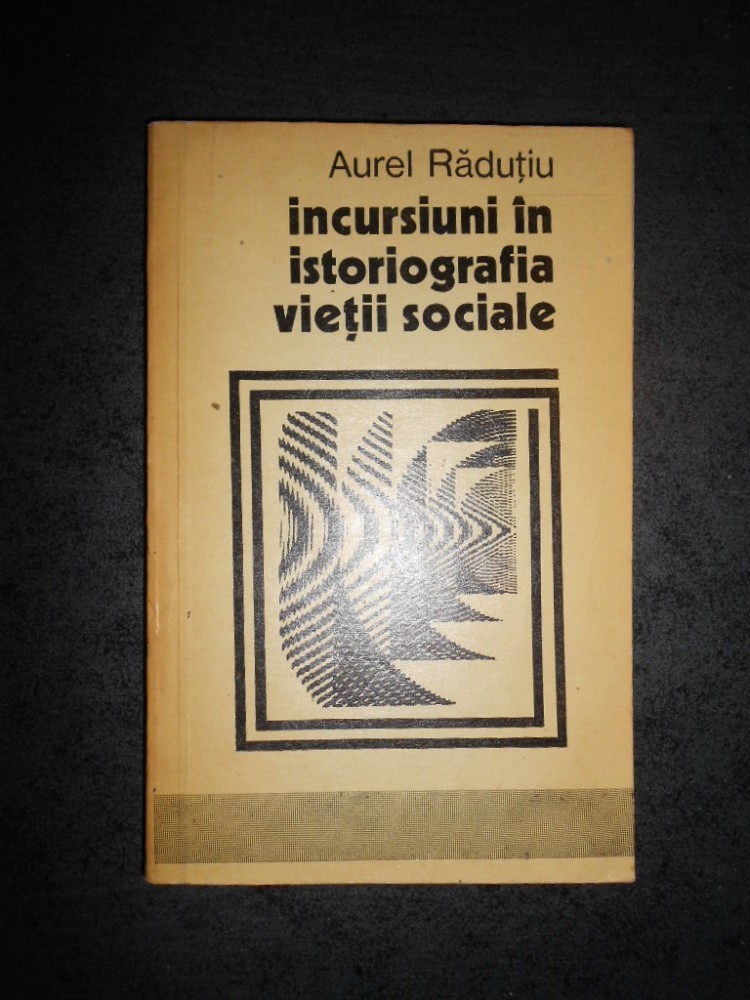 Aurel Răduțiu
incursiuni în
istoriografia
vieții sociale